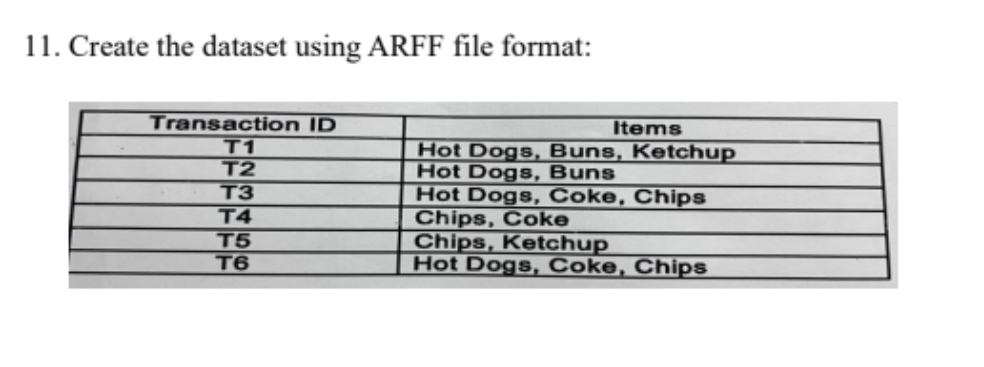 11. Create the dataset using ARFF file format:
Transaction ID Items
T1 Hot Dogs, Buns, Ketchup
T2 Hot Dogs, Buns
T3 Hot Dogs, Coke, Chips
T4 Chips, Coke
T5 Chips, Ketchup
T6 Hot Dogs, Coke, Chips